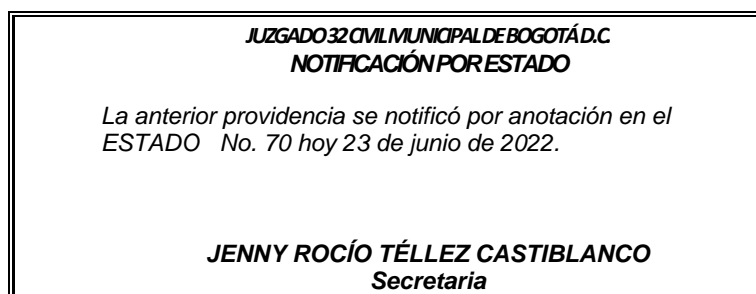 JUZGADO 32 CIVIL MUNICIPAL DE BOGOTÁ D.C.
NOTIFICACIÓN POR ESTADO
La anterior providencia se notificó por anotación en el
ESTADO No. 70 hoy 23 de junio de 2022.
JENNY ROCÍO TÉLLEZ CASTIBLANCO
Secretaria